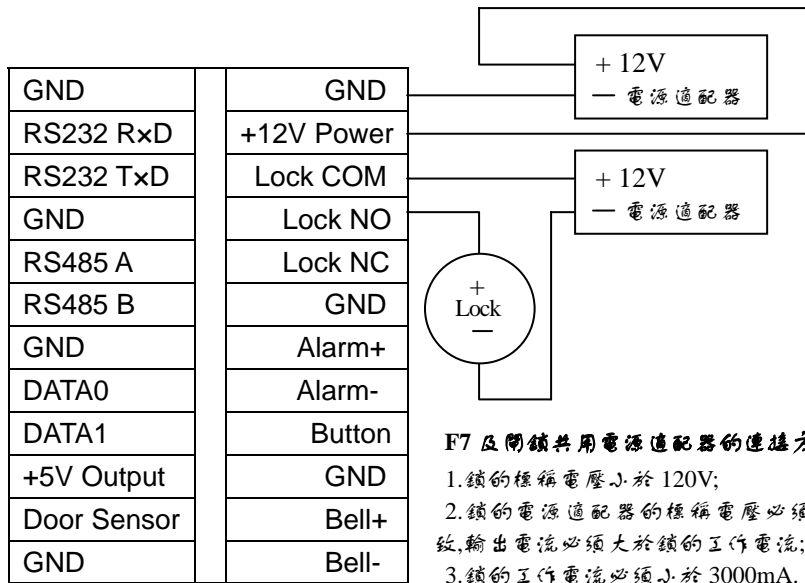 + 12V
— 電源適配器
GND GND
RS232 R×D +12V Power
RS232 T×D Lock COM
+ 12V
GND Lock NO
— 電源適配器
RS485 A Lock NC
RS485 B GND
+
Lock
—
GND Alarm+
DATA0 Alarm-
DATA1 Button
+5V Output GND
Door Sensor Bell+
GND Bell-
F7 及閉鎖共用電源適配器的連接方
1.鎖的標稱電壓小於 120V;
2.鎖的電源適配器的標稱電壓必須
致,輸出電流必須大於鎖的工作電流;
3.鎖的工作電流必須小於 3000mA.